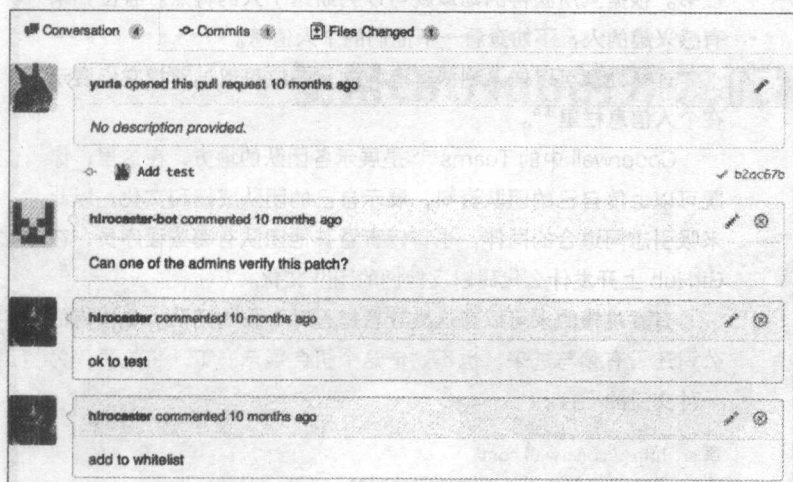 Conversation 4 Commits 1 Files Changed 1
yuria opened this pull request 10 months ago
No description provided.
Add test b2ac67b
hirocaster-bot commented 10 months ago
Can one of the admins verify this patch?
hirocaster commented 10 months ago
ok to test
hirocaster commented 10 months ago
add to whitelist